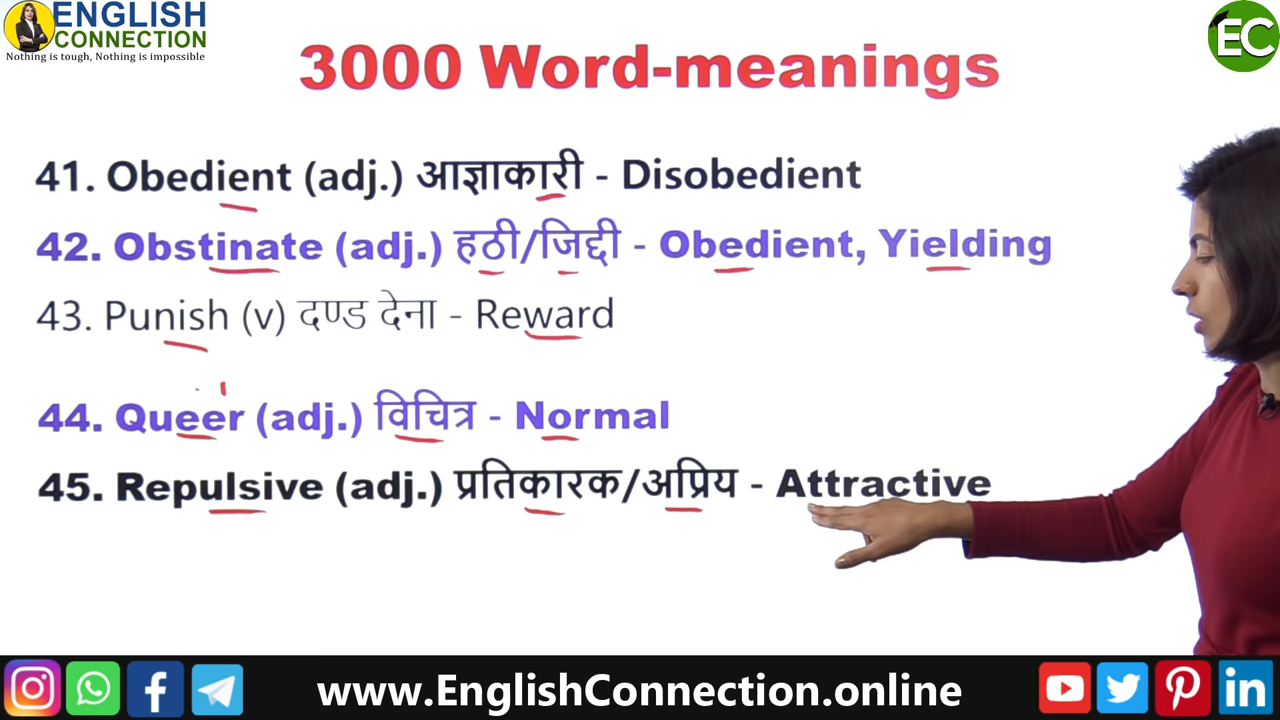 ENGLISH
CONNECTION
Nothing is tough, Nothing is impossible
EC
3000 Word-meanings
41. Obedient (adj.) आज्ञाकारी - Disobedient
42. Obstinate (adj.) हठी/जिद्दी - Obedient, Yielding
43. Punish (v) दण्ड देना - Reward
44. Queer (adj.) विचित्र - Normal
45. Repulsive (adj.) प्रतिकारक/अप्रिय - Attractive
www.EnglishConnection.online